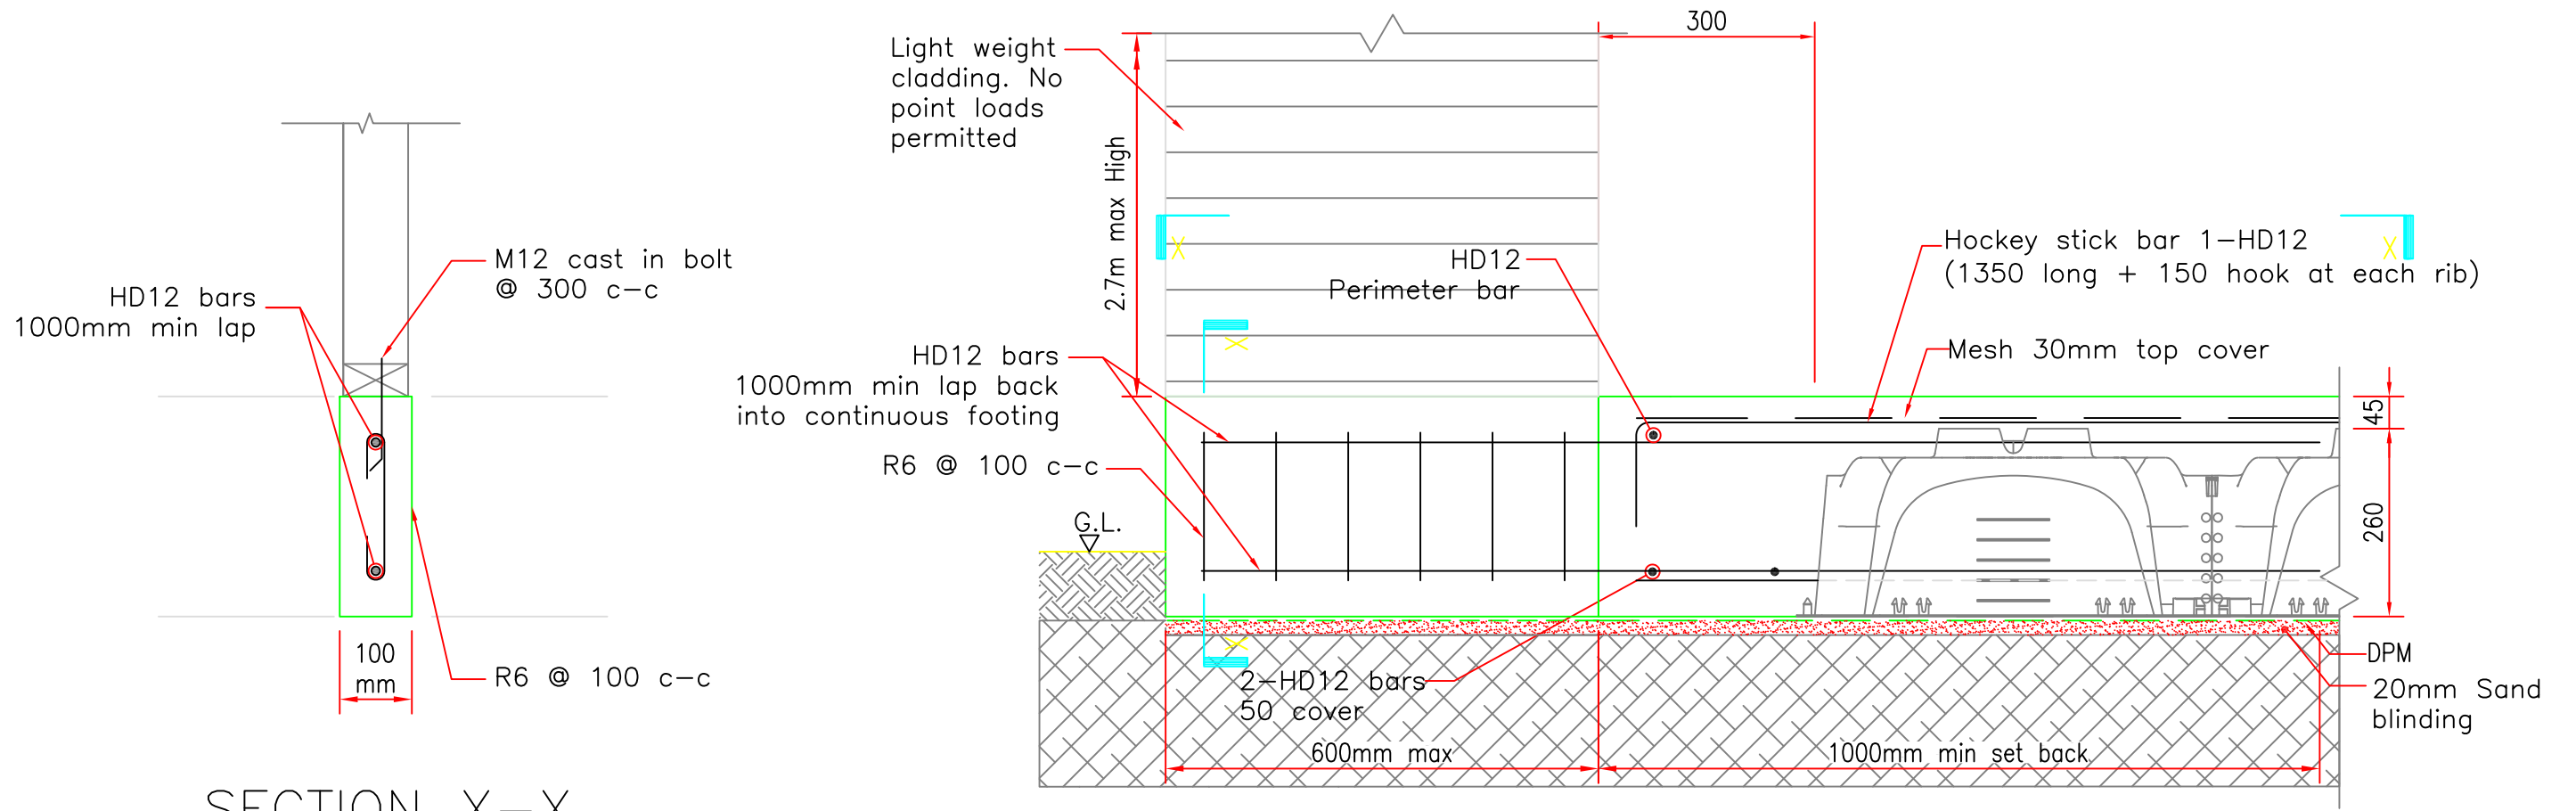 HD12 bars
1000mm min lap
M12 cast in bolt
@ 300 c-c
100
mm
R6 @ 100 c-c
Light weight
cladding. No
point loads
permitted
2.7m max High
300
X
X
HD12
Perimeter bar
Hockey stick bar 1-HD12
(1350 long + 150 hook at each rib)
Mesh 30mm top cover
HD12 bars
1000mm min lap back
into continuous footing
R6 @ 100 c-c
X
45
260
G.L.
X
2-HD12 bars
50 cover
DPM
20mm Sand
blinding
600mm max
1000mm min set back
SECTION X-X